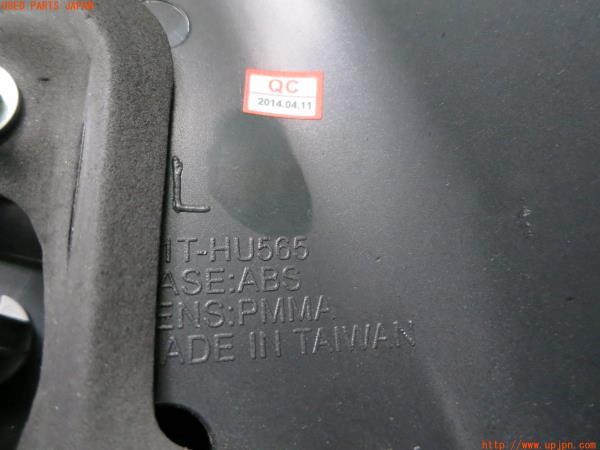 USED PARTS JAPAN
QC
2014.04.11
L
1T-HU565
ASE:ABS
ENS:PMMA
ADE IN TAIWAN
http://www.upjpn.com/